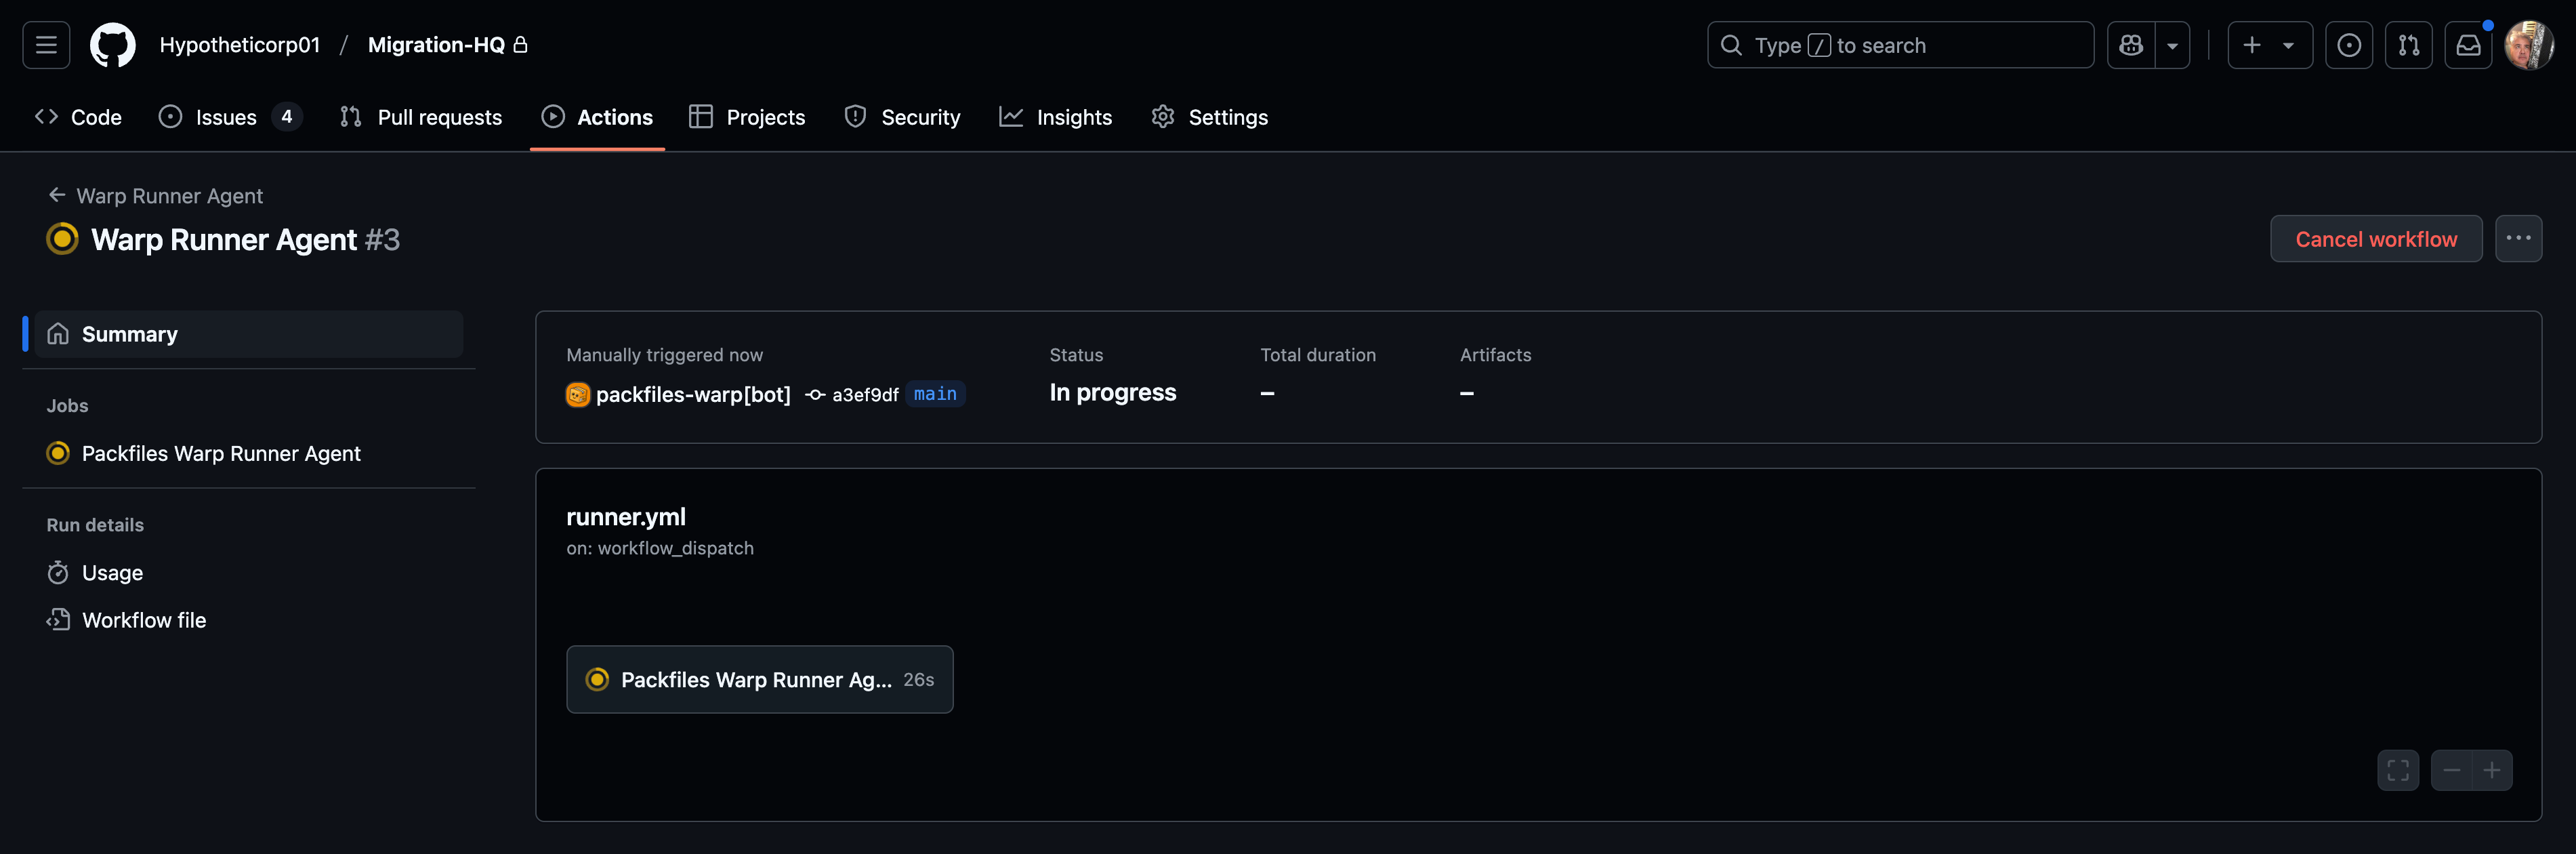 Hypotheticorp01 / Migration-HQ
Type / to search
Code
Issues 4
Pull requests
Actions
Projects
Security
Insights
Settings
Warp Runner Agent
Warp Runner Agent #3
Cancel workflow
Summary
Jobs
Packfiles Warp Runner Agent
Run details
Usage
Workflow file
Manually triggered now
packfiles-warp[bot] a3ef9df main
Status
In progress
Total duration
–
Artifacts
–
runner.yml
on: workflow_dispatch
Packfiles Warp Runner Ag... 26s